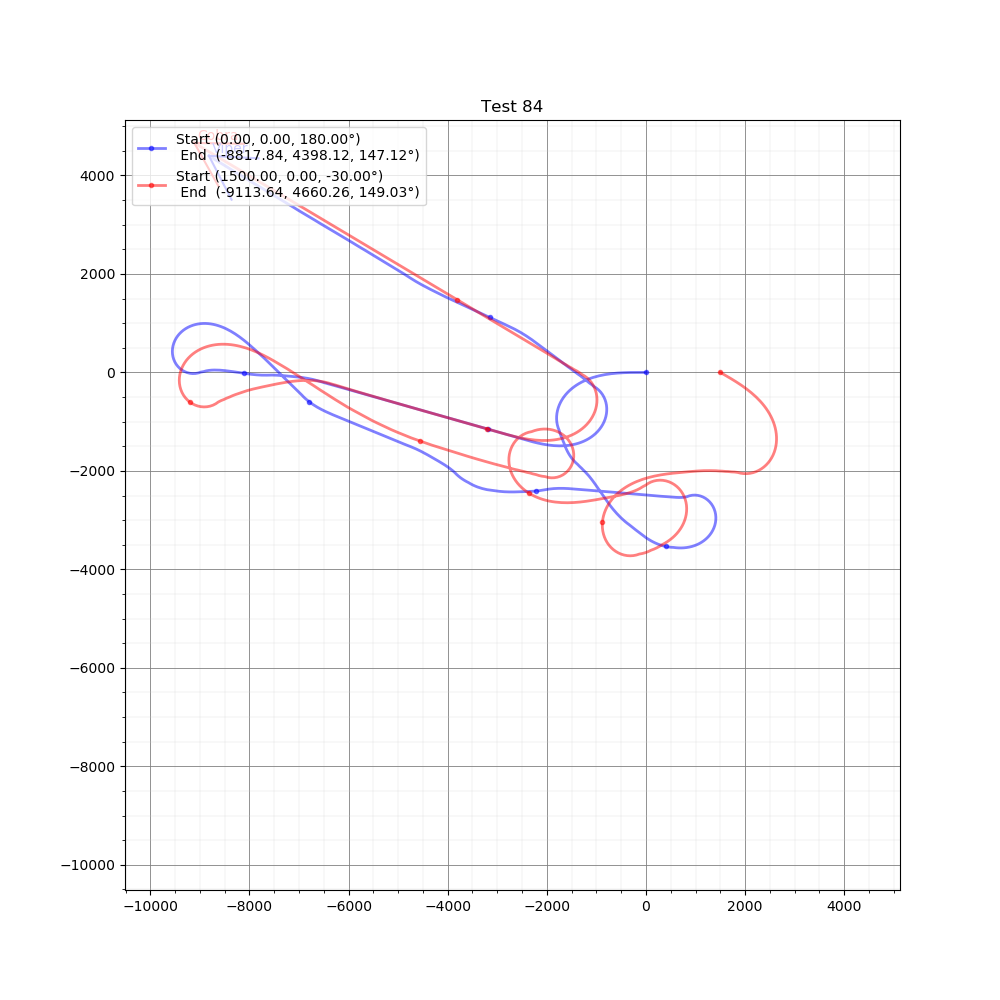 Test 84
Start (0.00, 0.00, 180.00°)
End  (-8817.84, 4398.12, 147.12°)
Start (1500.00, 0.00, -30.00°)
End  (-9113.64, 4660.26, 149.03°)
4000
2000
0
−2000
−4000
−6000
−8000
−10000
−10000 −8000 −6000 −4000 −2000 0 2000 4000